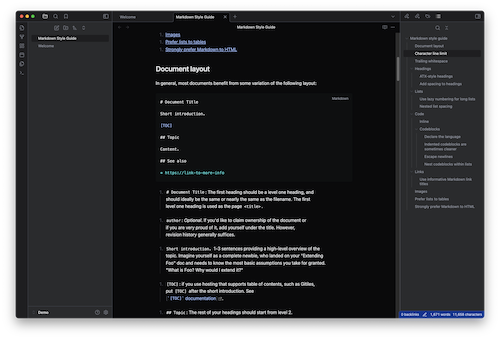 Welcome
Markdown Style Guide
Markdown Style Guide
Markdown Style Guide
Welcome
Demo
1. Images
2. Prefer lists to tables
3. Strongly prefer Markdown to HTML
Document layout
In general, most documents benefit from some variation of the following layout:
Markdown
# Document Title
Short introduction.
[TOC]
## Topic
Content.
## See also
* https://link-to-more-info
1. # Document Title: The first heading should be a level one heading, and
should ideally be the same or nearly the same as the filename. The first
level one heading is used as the page <title>.
author: Optional. If you'd like to claim ownership of the document or
if you are very proud of it, add yourself under the title. However,
revision history generally suffices.
Short introduction. 1-3 sentences providing a high-level overview of the
topic. Imagine yourself as a complete newbie, who landed on your "Extending
Foo" doc and needs to know the most basic assumptions you take for granted.
"What is Foo? Why would I extend it?"
[TOC]: if you use hosting that supports table of contents, such as Gitiles,
put [TOC] after the short introduction. See
[`[TOC]` documentation
## Topic: The rest of your headings should start from level 2.
Markdown style guide
Document layout
Character line limit
Trailing whitespace
Headings
ATX-style headings
Add spacing to headings
Lists
Use lazy numbering for long lists
Nested list spacing
Code
Inline
Codeblocks
Declare the language
Indented codeblocks are
sometimes cleaner
Escape newlines
Nest codeblocks within lists
Links
Use informative Markdown link
titles
Images
Prefer lists to tables
Strongly prefer Markdown to HTML
0 backlinks
1,671 words
11,658 characters